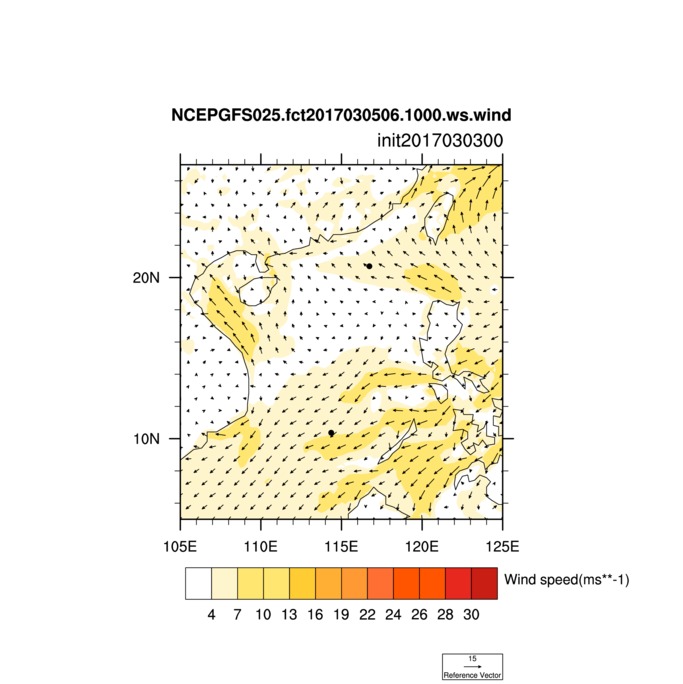 NCEPGFS025.fct2017030506.1000.ws.wind
init2017030300
20N
10N
105E 110E 115E 120E 125E
Wind speed(ms**-1)
4 7 10 13 16 19 22 24 26 28 30
15
Reference Vector